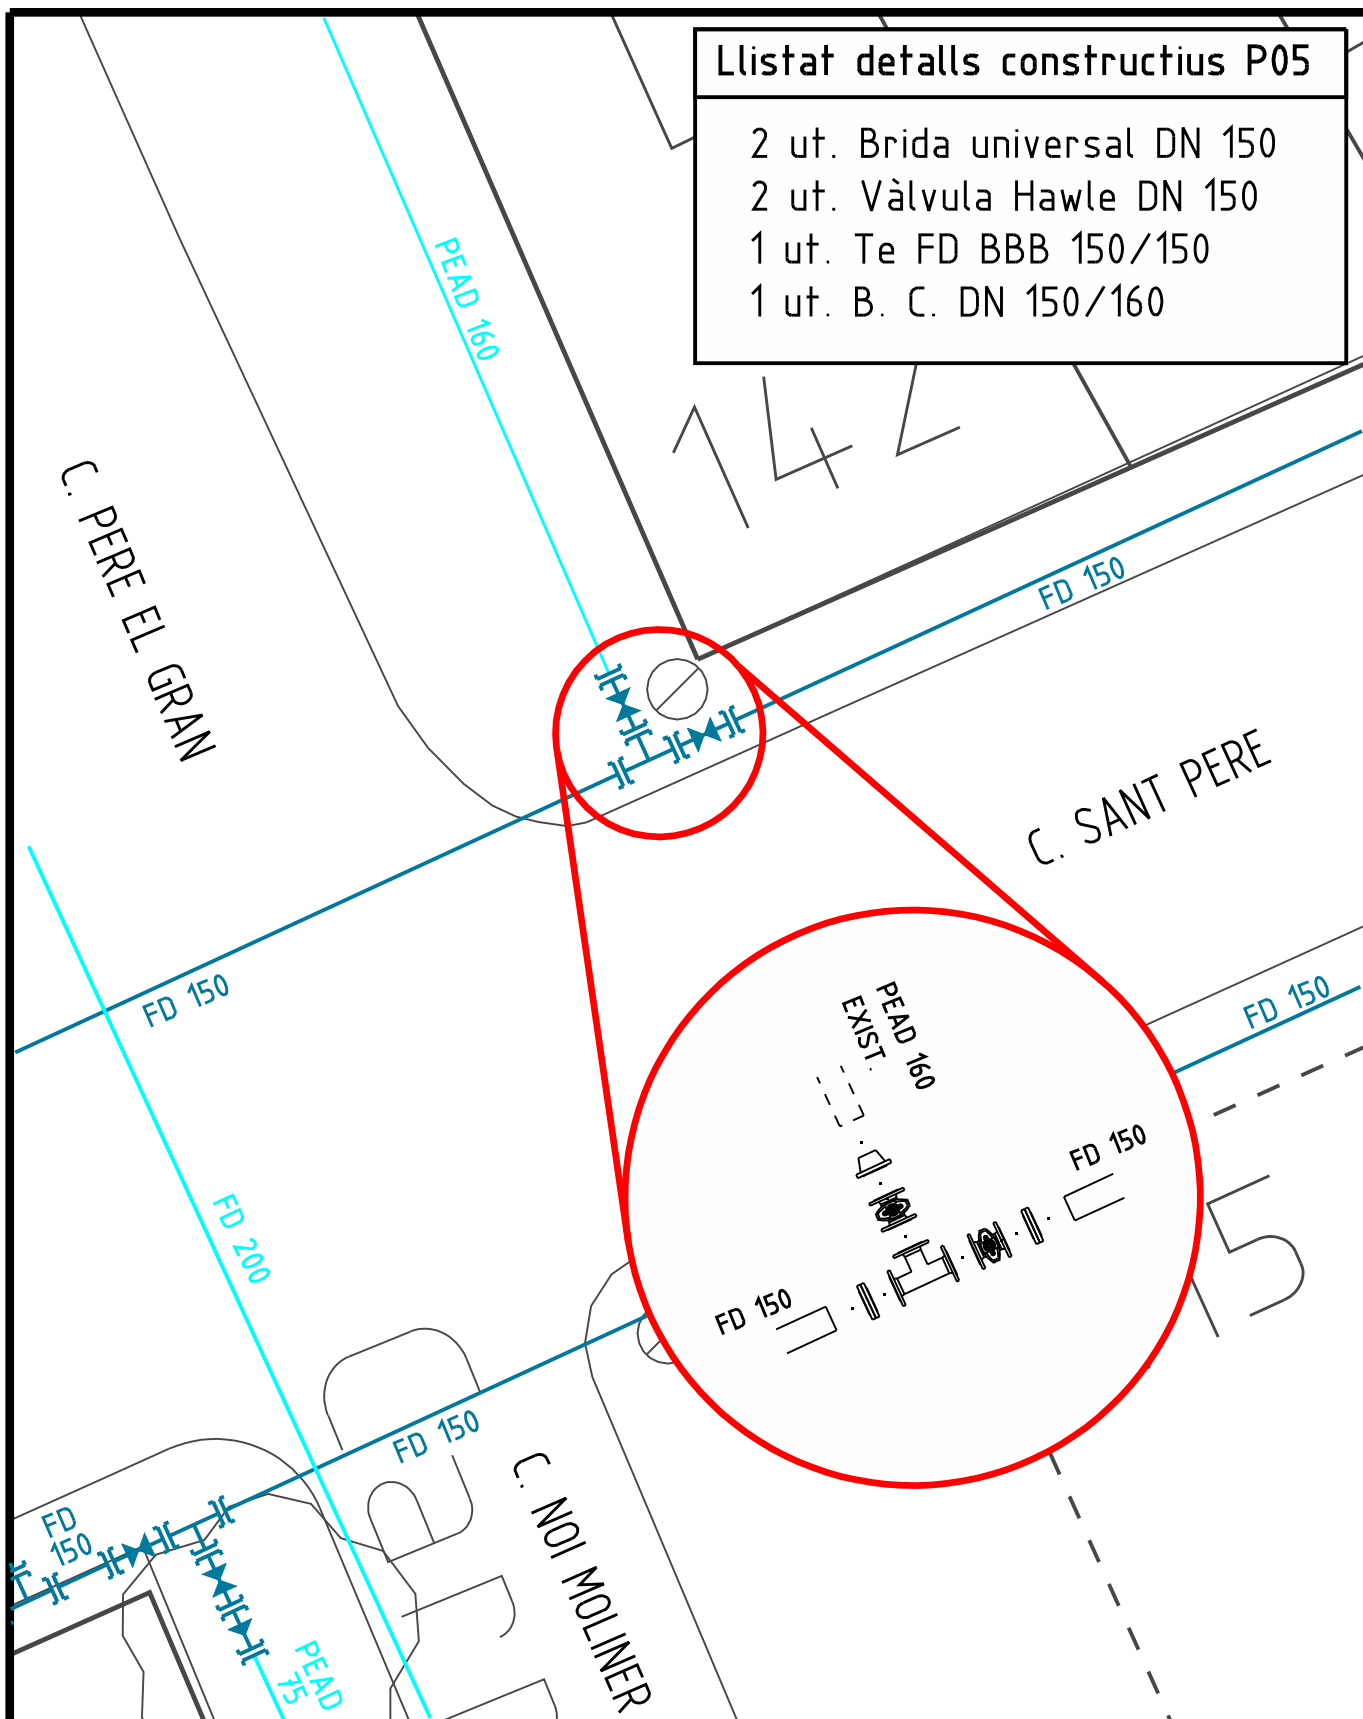 Llistat detalls constructius P05
2 ut. Brida universal DN 150
2 ut. Vàlvula Hawle DN 150
1 ut. Te FD BBB 150/150
1 ut. B. C. DN 150/160
PEAD 160
142
C. PERE EL GRAN
FD 150
C. SANT PERE
FD 150
FD 150
PEAD 160
EXIST.
FD 150
FD 150
FD 200
15
FD 150
C. NOI MOLINER
FD
150
PEAD
75